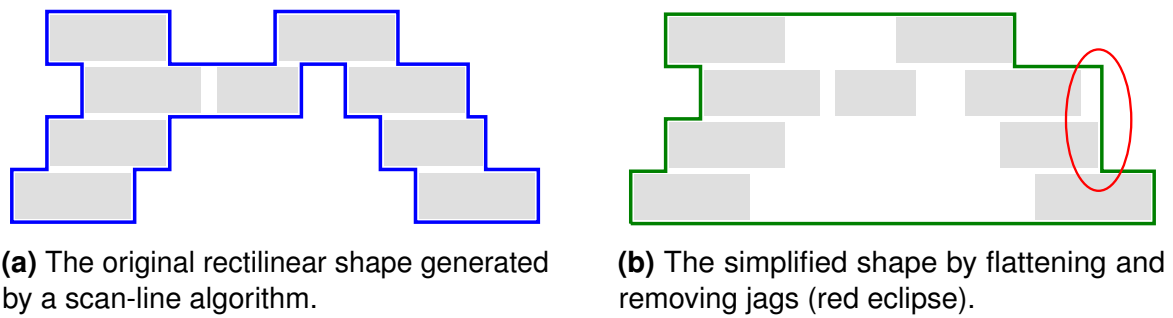 (a) The original rectilinear shape generated
by a scan-line algorithm.
(b) The simplified shape by flattening and
removing jags (red eclipse).